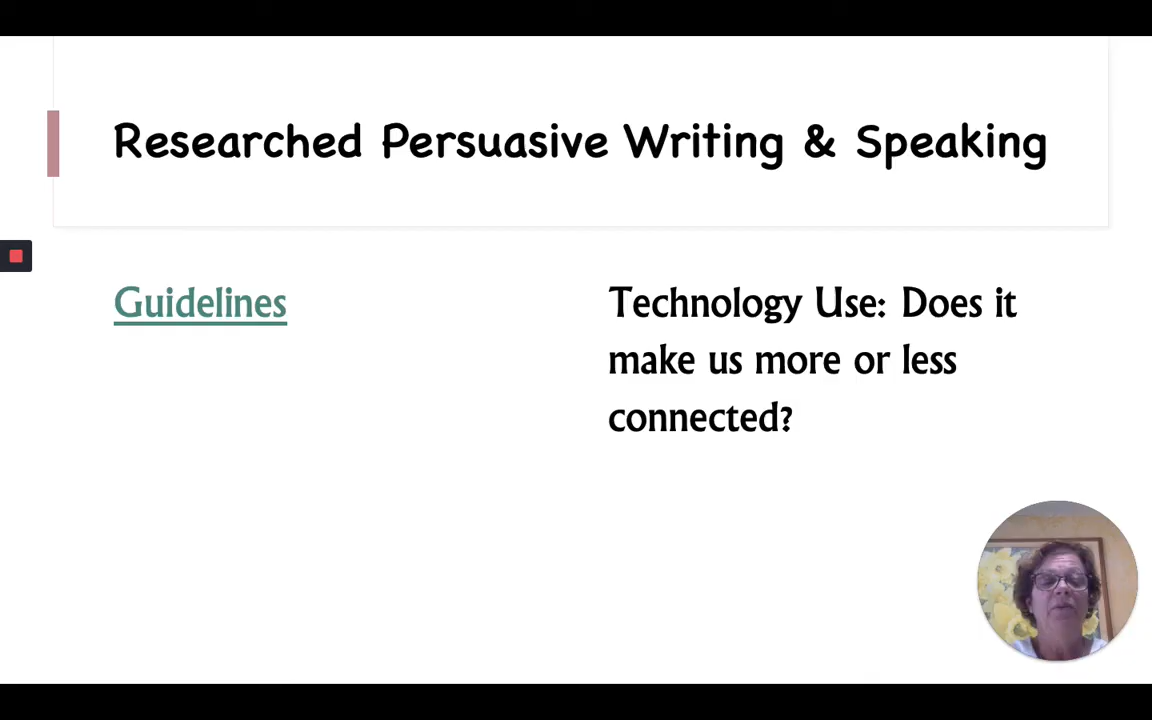 Researched Persuasive Writing & Speaking
Guidelines
Technology Use: Does it
make us more or less
connected?